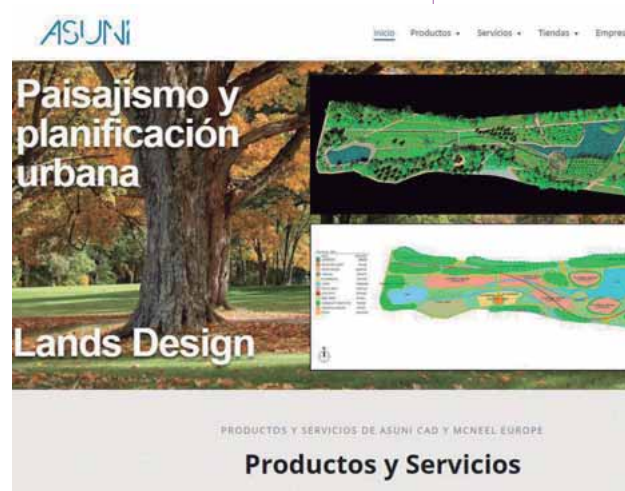 ASUNI
Inicio Productos Servicios Tiendas Empres
Paisajismo y
planificación
urbana
Lands Design
PRODUCTOS Y SERVICIOS DE ASUNI CAD Y MCNEEL EUROPE
Productos y Servicios